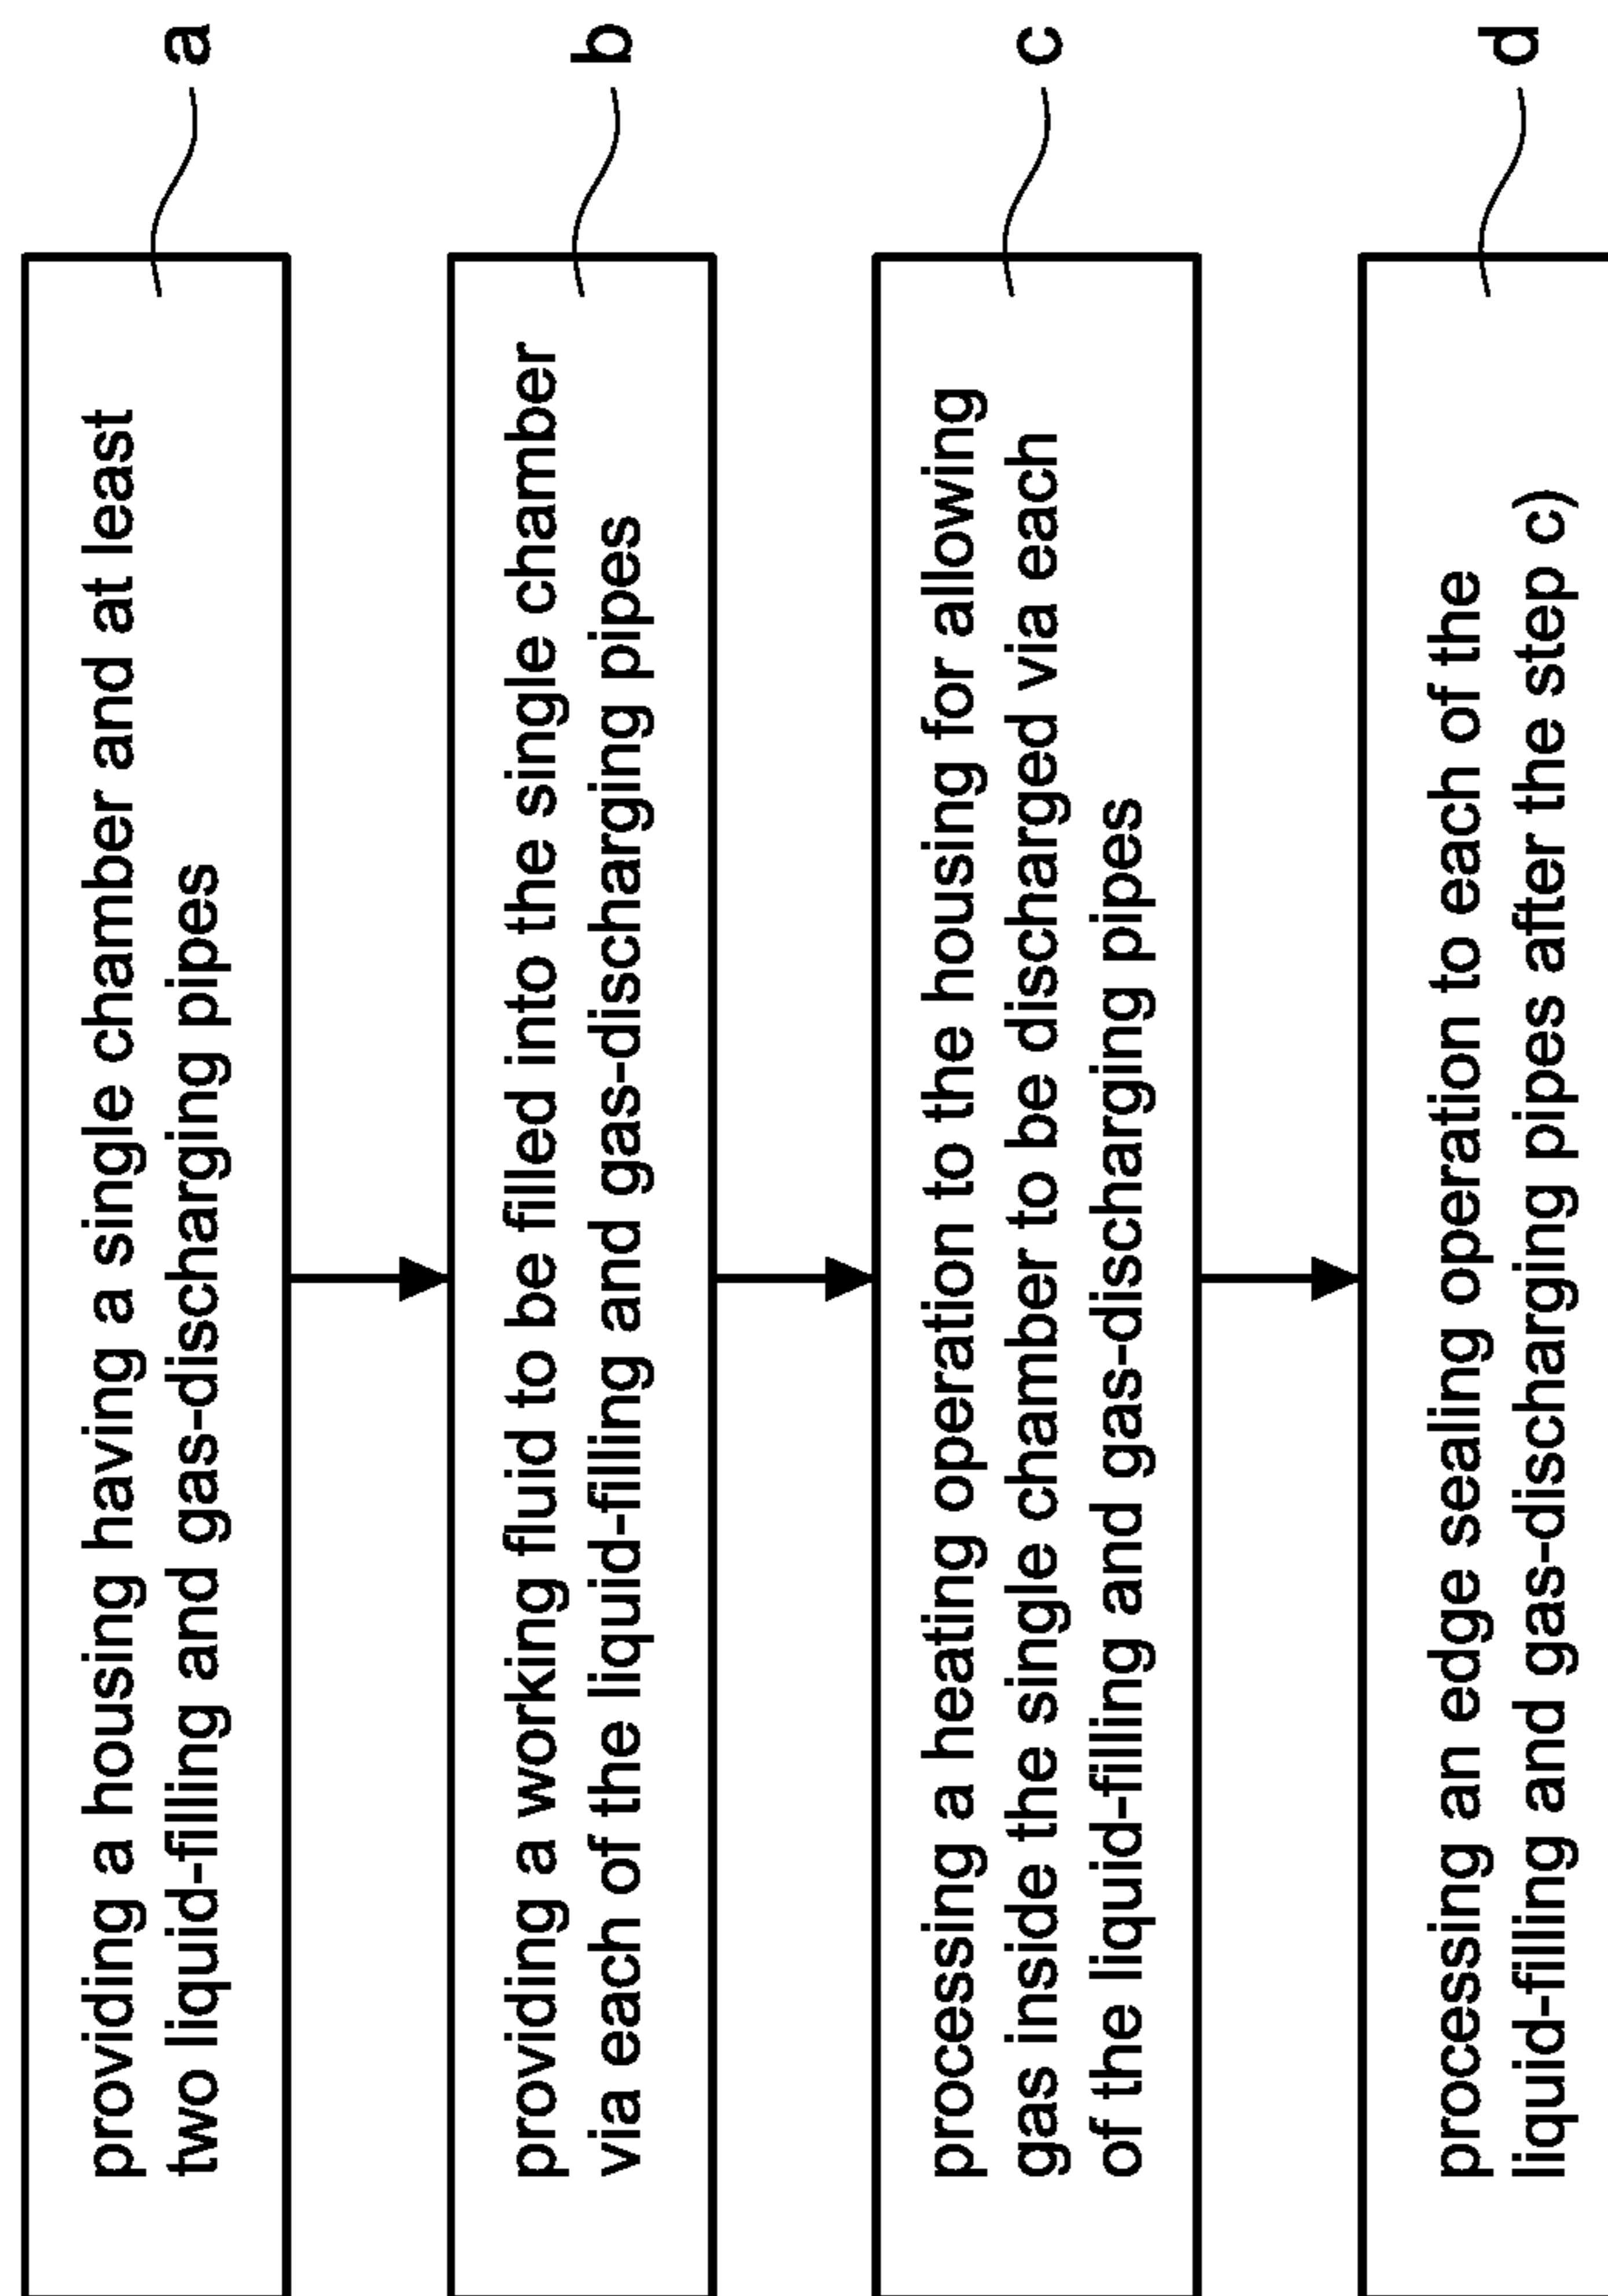 providing a housing having a single chamber and at least
two liquid-filling and gas-discharging pipes
a
providing a working fluid to be filled into the single chamber
via each of the liquid-filling and gas-discharging pipes
b
processing a heating operation to the housing for allowing
gas inside the single chamber to be discharged via each
of the liquid-filling and gas-discharging pipes
c
processing an edge sealing operation to each of the
liquid-filling and gas-discharging pipes after the step c)
d